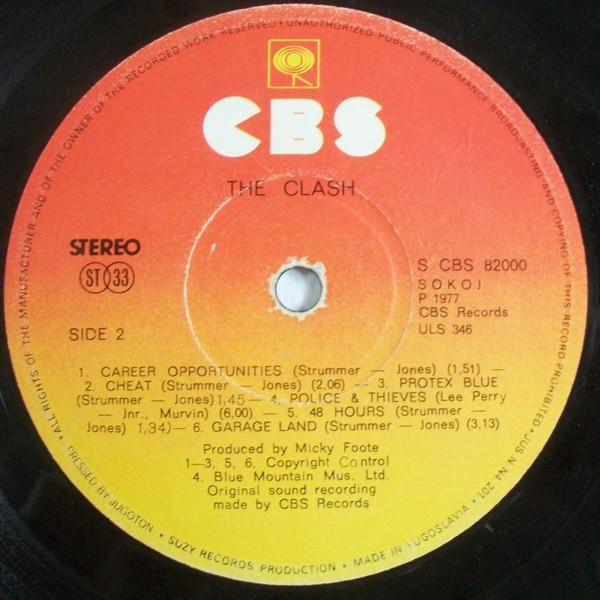 • ALL RIGHTS OF THE MANUFACTURER AND OF THE OWNER OF THE RECORDED WORK RESERVED • UNAUTHORIZED PUBLIC PERFORMANCE BROADCASTING AND COPYING OF THIS RECORD PROHIBITED • JUS N N4 201 •
CBS
THE CLASH
STEREO
ST 33
SIDE 2
S CBS 82000
SOKOJ
P 1977
CBS Records
ULS 346
1. CAREER OPPORTUNITIES (Strummer — Jones) (1,51) —
2. CHEAT (Strummer — Jones) (2,06) — 3. PROTEX BLUE
(Strummer — Jones) 1,45 — 4. POLICE & THIEVES (Lee Perry
— Jnr., Murvin) (6,00) — 5. 48 HOURS (Strummer —
Jones) 1,34) — 6. GARAGE LAND (Strummer — Jones) (3,13)
Produced by Micky Foote
1—3, 5, 6, Copyright Control
4. Blue Mountain Mus. Ltd.
Original sound recording
made by CBS Records
PRESSED BY JUGOTON • SUZY RECORDS PRODUCTION • MADE IN YUGOSLAVIA •